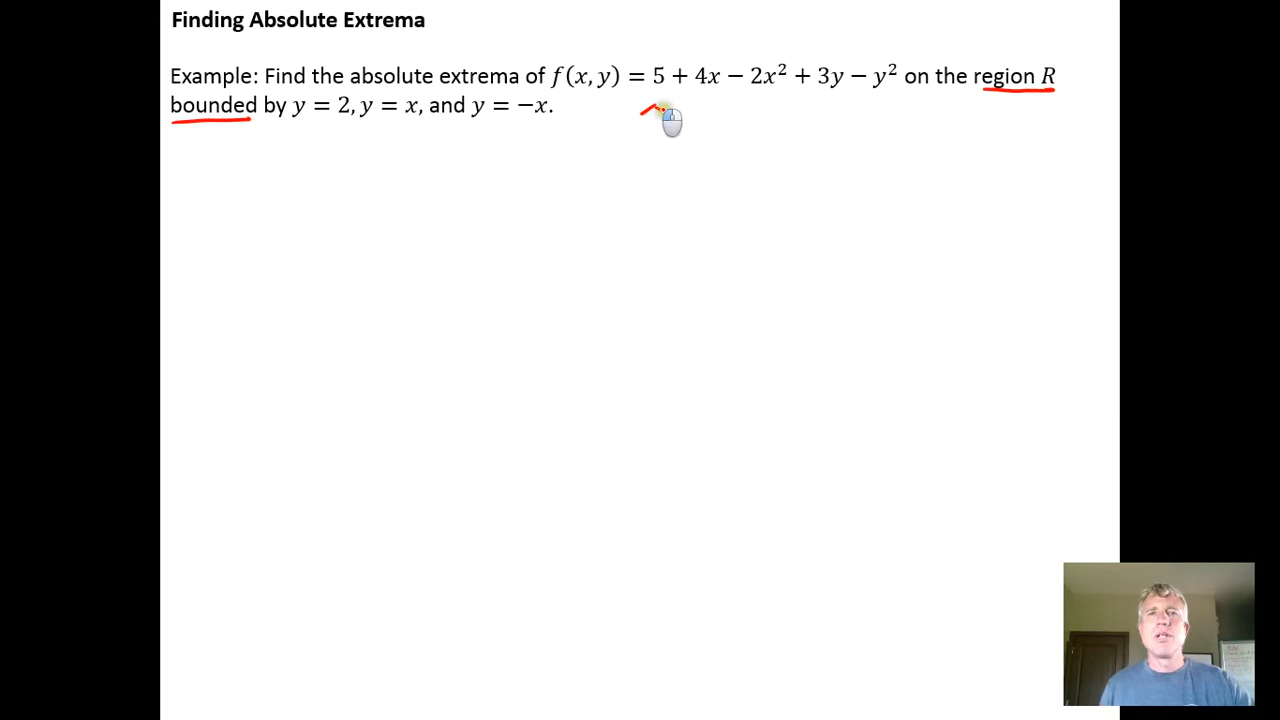 Finding Absolute Extrema
Example: Find the absolute extrema of f(x, y) = 5 + 4x − 2x² + 3y − y² on the region R
bounded by y = 2, y = x, and y = −x.